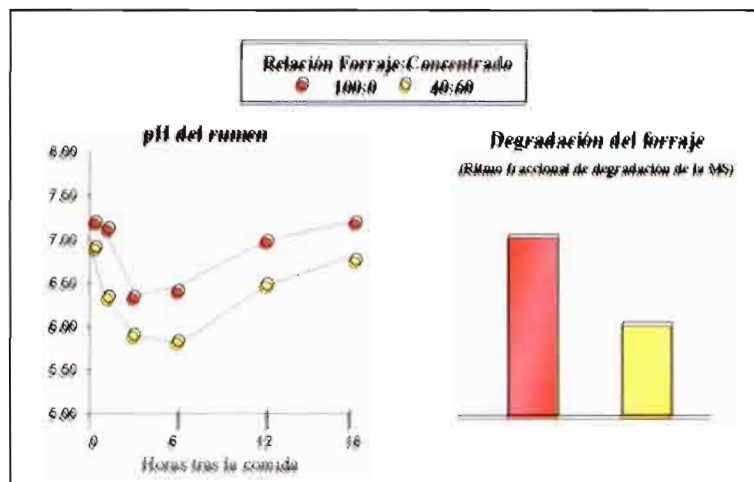 Relación Forraje:Concentrado
100:0 40:60
pH del rumen
8,00
7,50
7,00
6,50
6,00
5,50
5,00
0 6 12 18
Horas tras la comida
Degradación del forraje
(Ritmo fraccional de degradación de la MS)